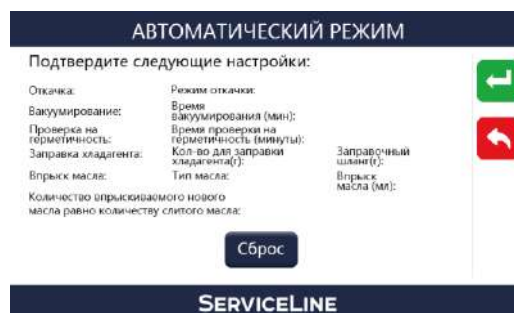 АВТОМАТИЧЕСКИЙ РЕЖИМ
Подтвердите следующие настройки:
Откачка: Режим откачки:
Вакуумирование: Время вакуумирования (мин):
Проверка на герметичность: Время проверки на герметичность (минуты):
Заправка хладагента: Кол-во для заправки хладагента(г): Заправочный шланг(г):
Впрыск масла: Тип масла: Впрыск масла (мл):
Количество впрыскиваемого нового
масла равно количеству слитого масла:
Сброс
SERVICELINE